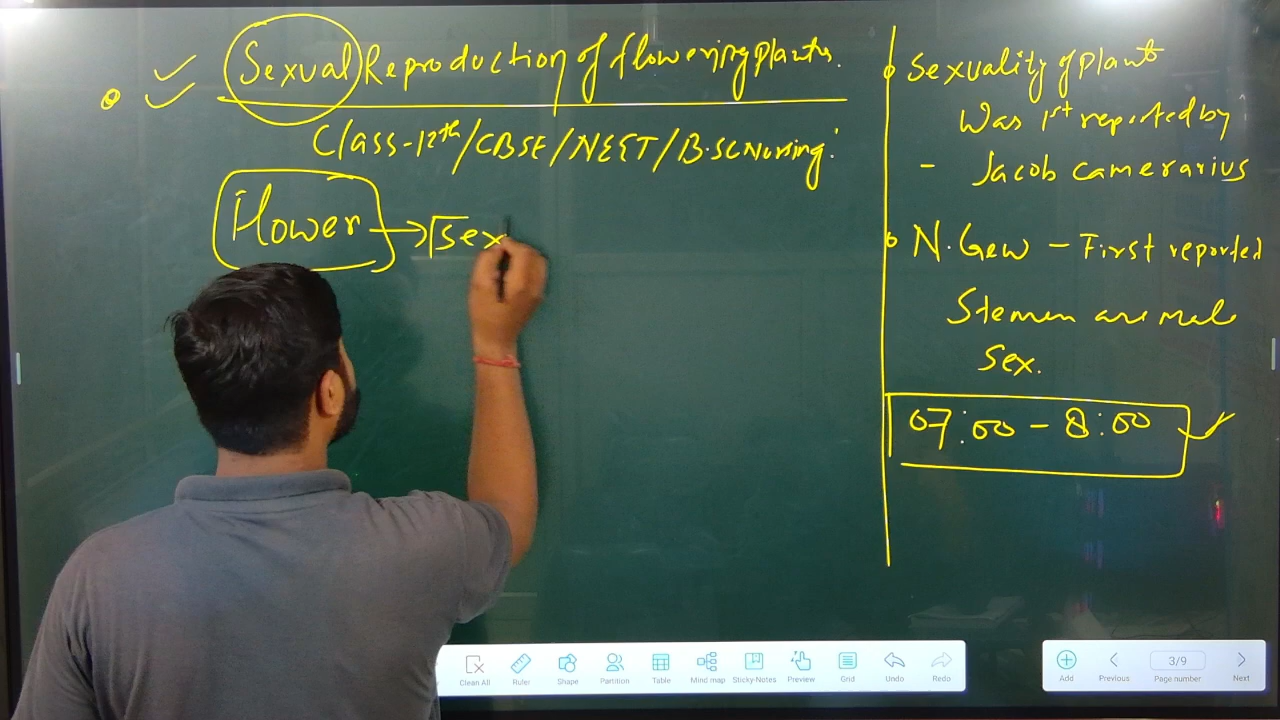 Sexual Reproduction of flowering plants.
Class-12th/CBSE/NEET/B.SC Nursing
Flower → Sex
Sexuality of plant
Was 1st reported by
- Jacob camerarius
N. Grew - First reported
Stemen are male
Sex.
07:00 - 8:00
Clean All Ruler Shape Partition Table Mind map Sticky-Notes Preview Grid Undo Redo
Add Previous 3/9 Page number Next